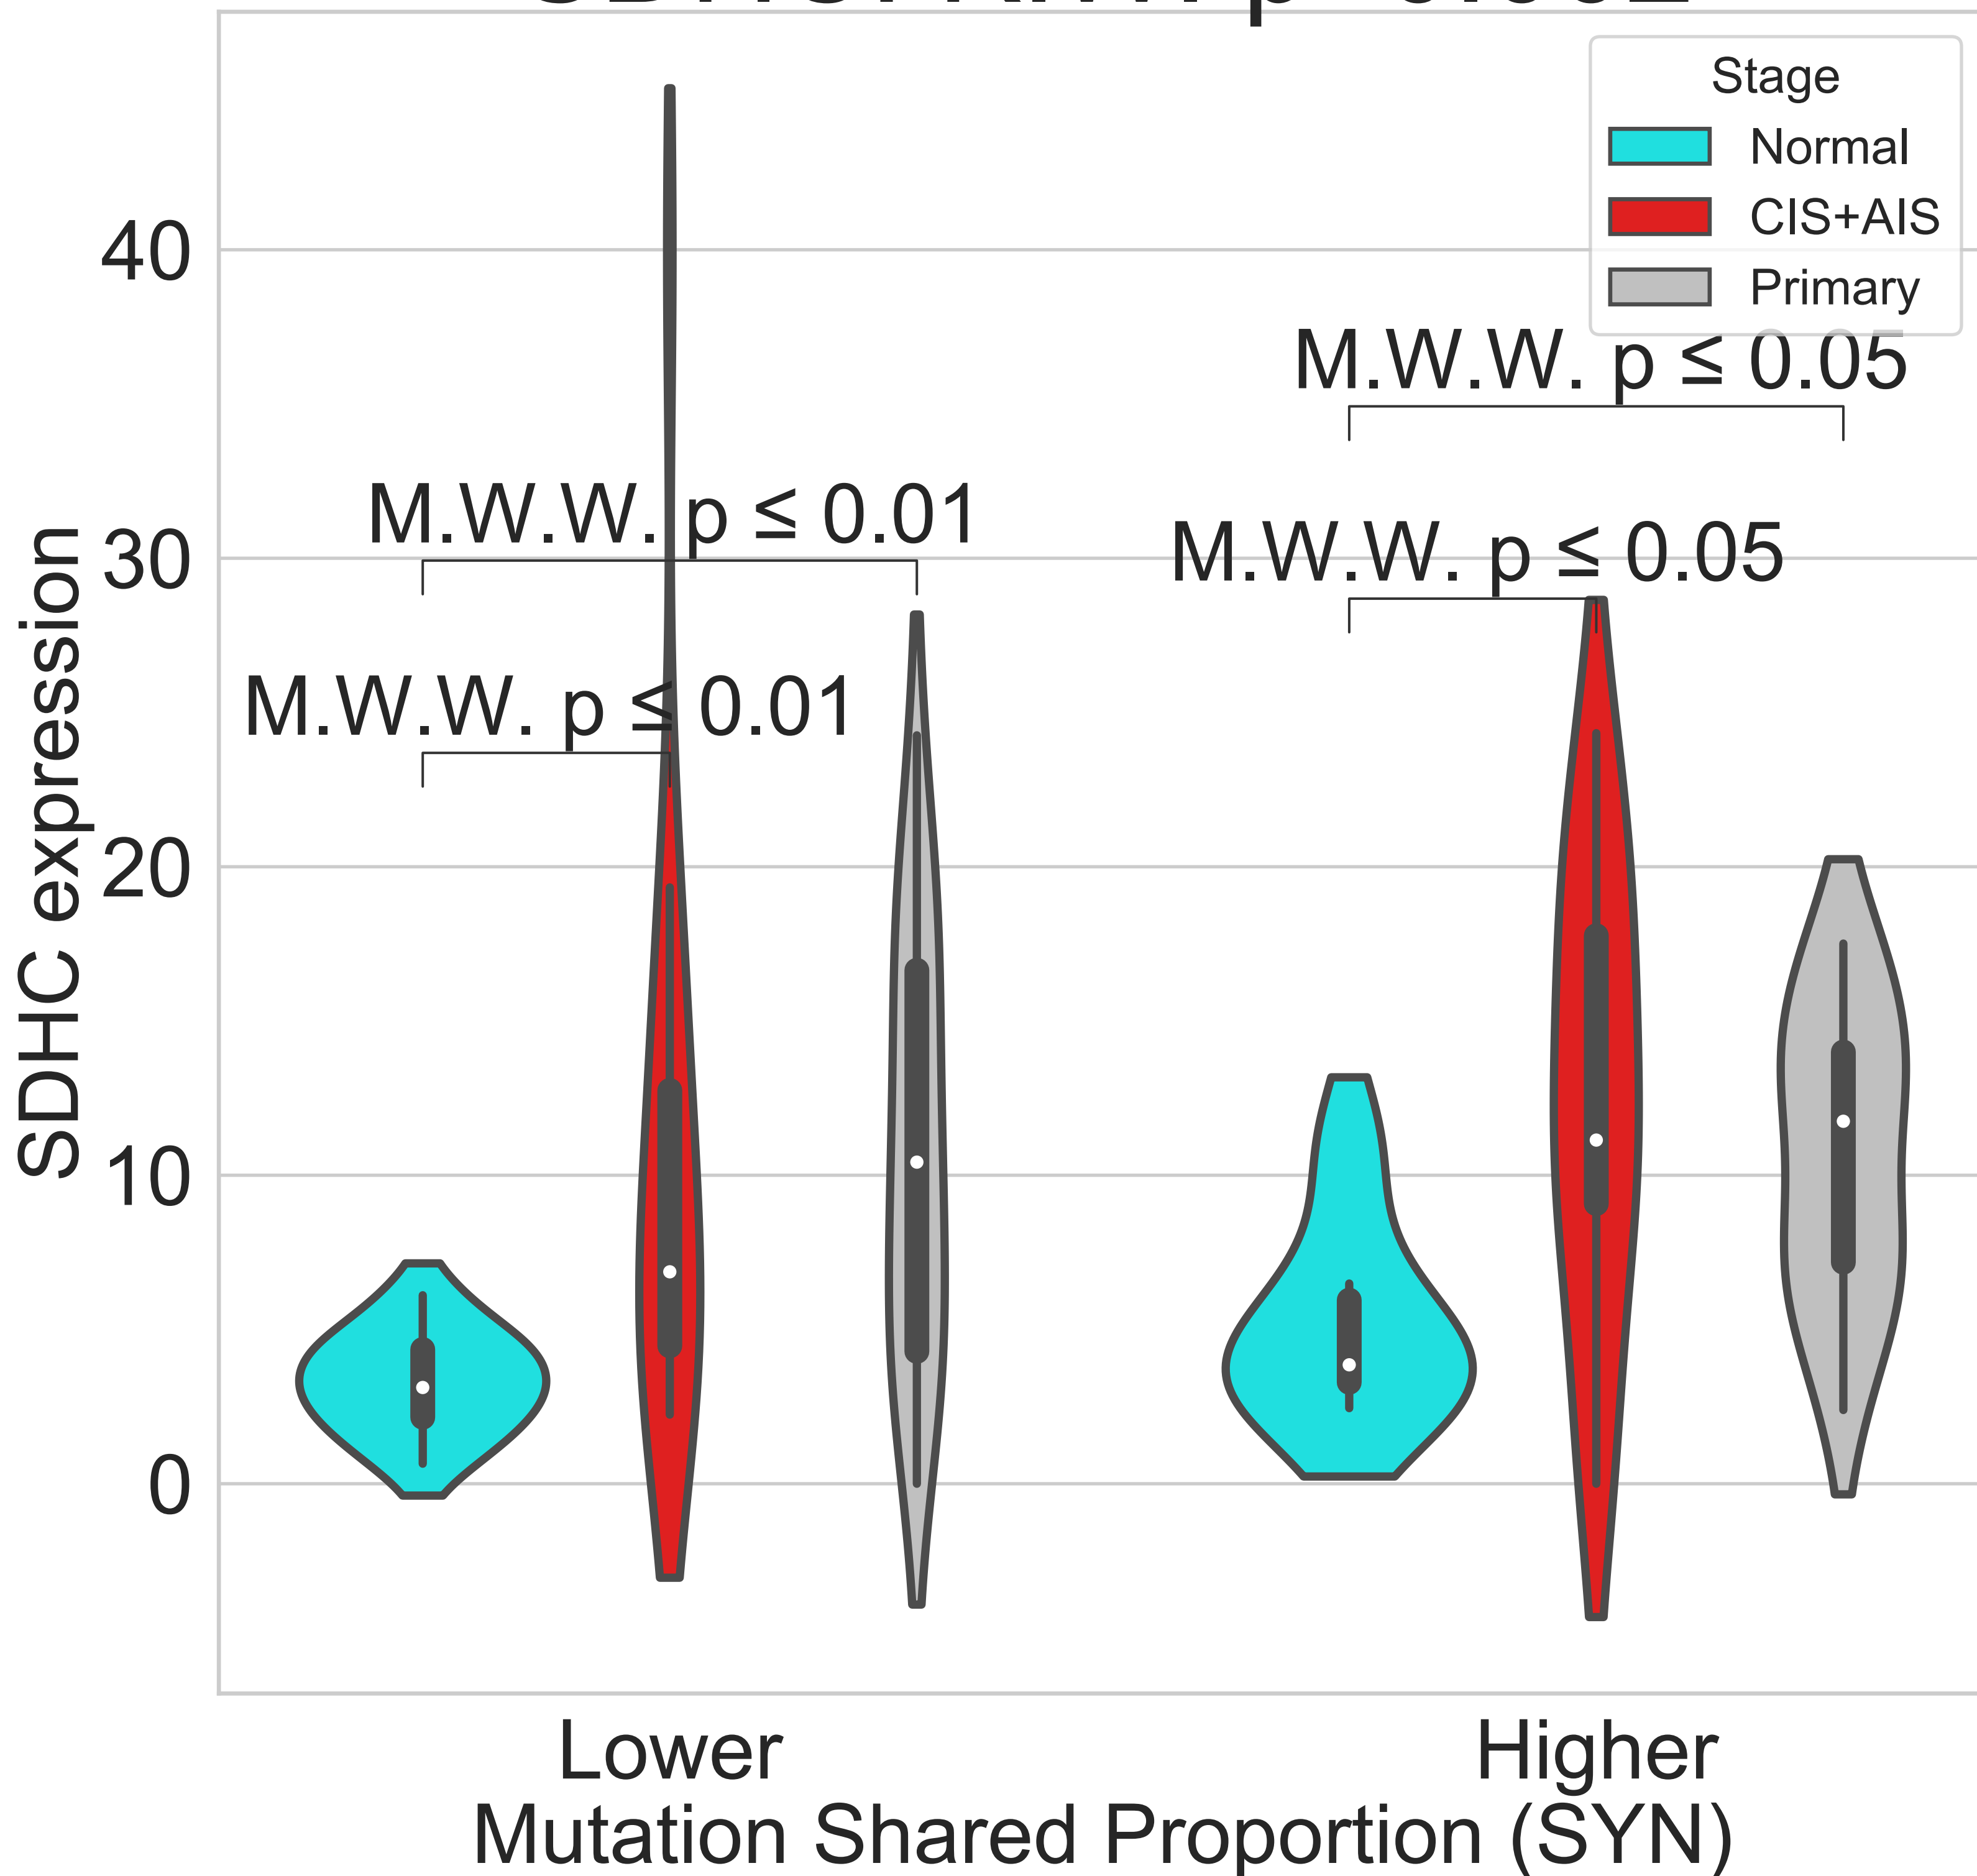 Stage
Normal
CIS+AIS
Primary
40
30
20
10
0
SDHC expression
M.W.W. p ≤ 0.05
M.W.W. p ≤ 0.01
M.W.W. p ≤ 0.05
M.W.W. p ≤ 0.01
Lower
Higher
Mutation Shared Proportion (SYN)